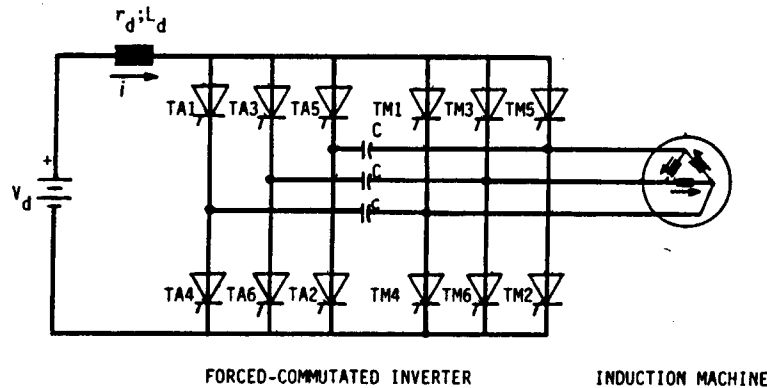 r_d;L_d
i
TA1 TA3 TA5 TM1 TM3 TM5
C
C
C
+
V_d
TA4 TA6 TA2 TM4 TM6 TM2
FORCED-COMMUTATED INVERTER INDUCTION MACHINE